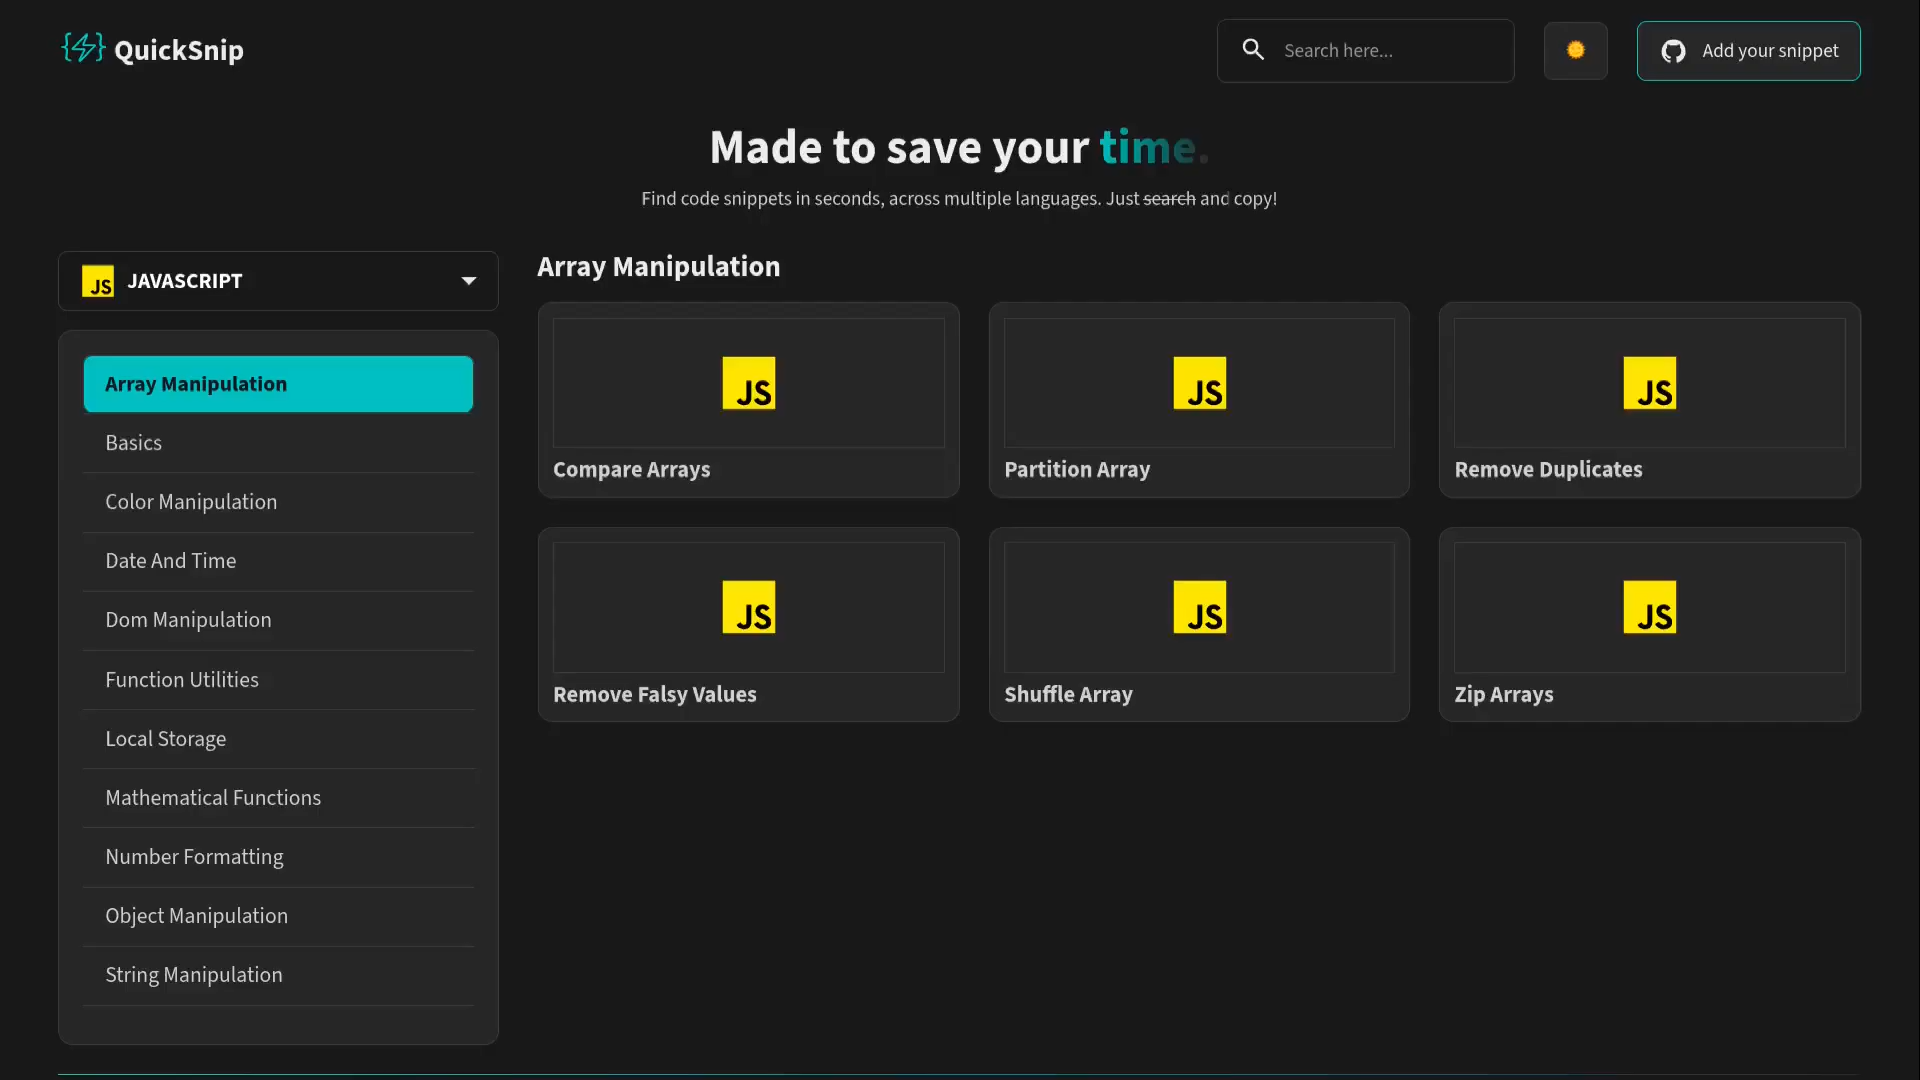 QuickSnip
Search here...
Add your snippet
Made to save your time.
Find code snippets in seconds, across multiple languages. Just search and copy!
JS JAVASCRIPT
Array Manipulation
Basics
Color Manipulation
Date And Time
Dom Manipulation
Function Utilities
Local Storage
Mathematical Functions
Number Formatting
Object Manipulation
String Manipulation
Array Manipulation
JS
Compare Arrays
JS
Partition Array
JS
Remove Duplicates
JS
Remove Falsy Values
JS
Shuffle Array
JS
Zip Arrays